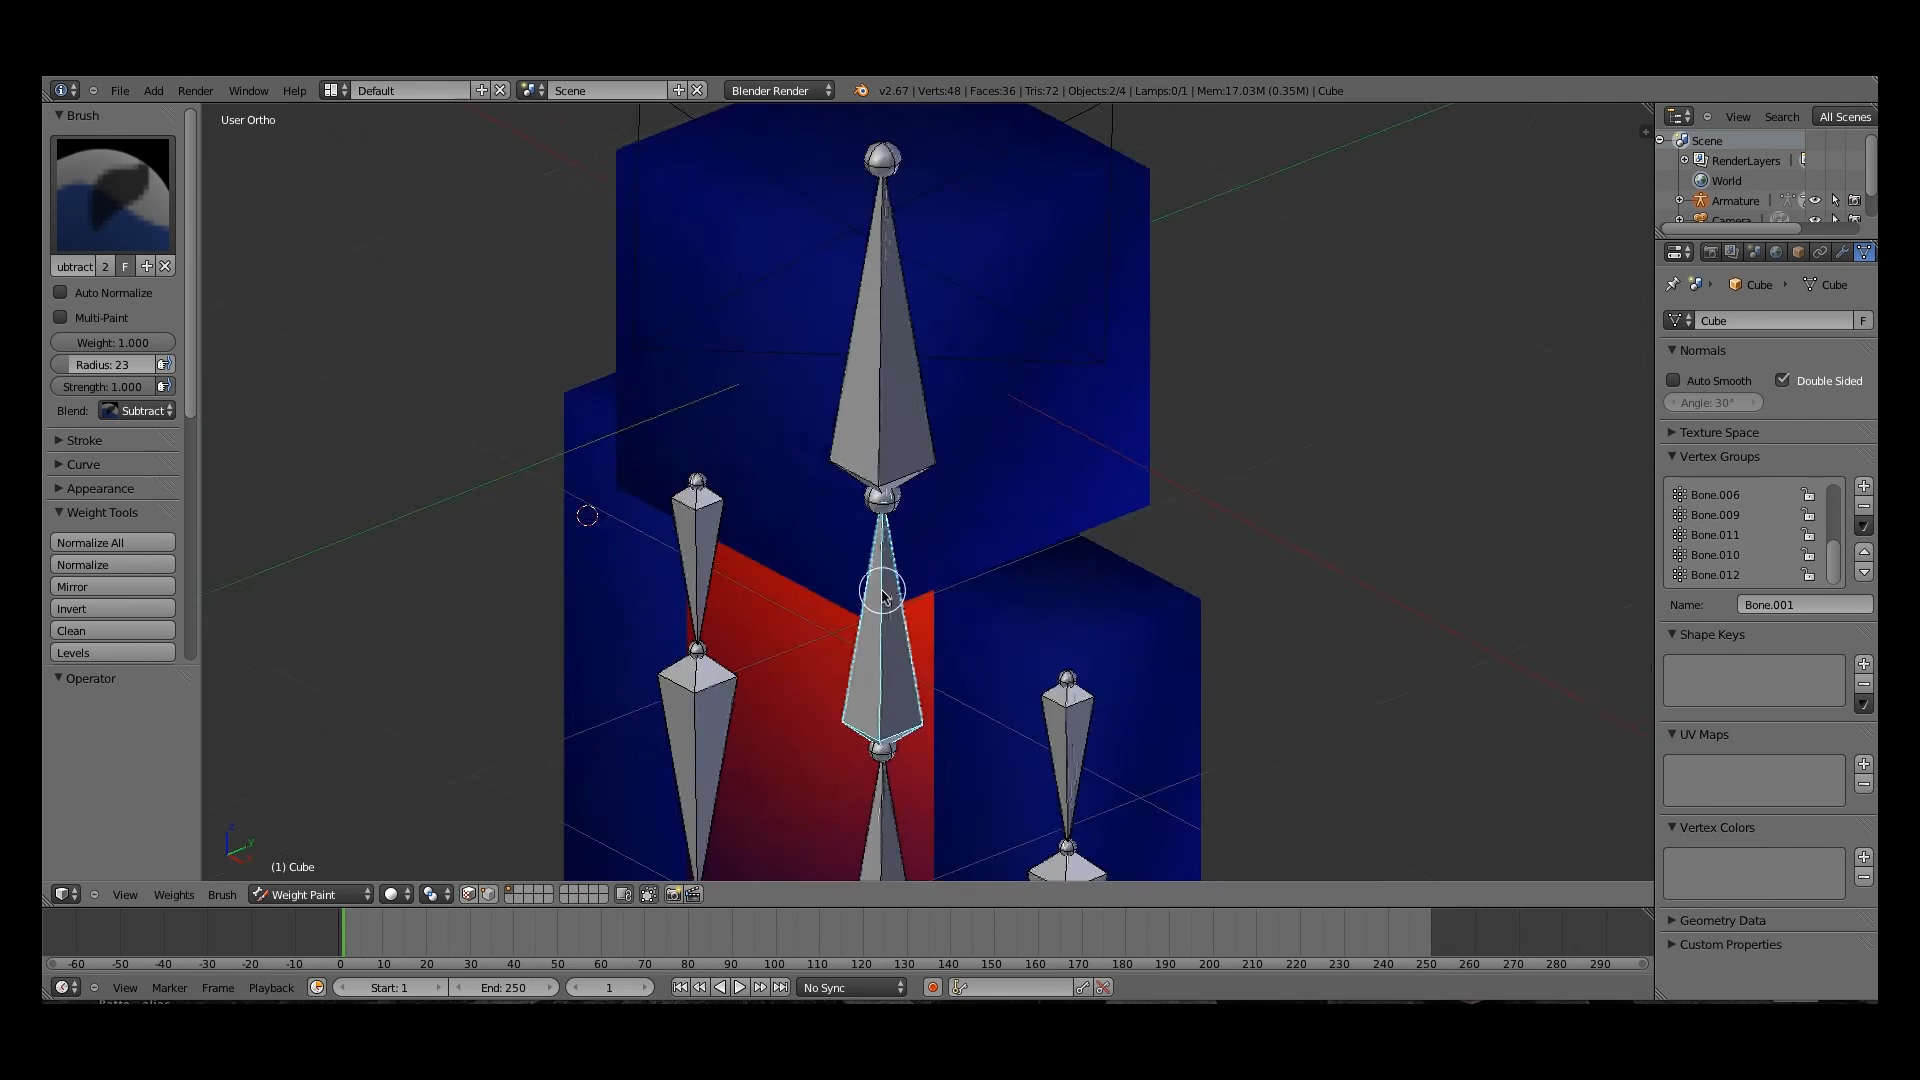 File Add Render Window Help Default Scene Blender Render v2.67 | Verts:48 | Faces:36 | Tris:72 | Objects:2/4 | Lamps:0/1 | Mem:17.03M (0.35M) | Cube
Brush
ubtract 2 F
Auto Normalize
Multi-Paint
Weight: 1.000
Radius: 23
Strength: 1.000
Blend: Subtract
Stroke
Curve
Appearance
Weight Tools
Normalize All
Normalize
Mirror
Invert
Clean
Levels
Operator
User Ortho
z
y
(1) Cube
View Weights Brush Weight Paint
-60 -50 -40 -30 -20 -10 0 10 20 30 40 50 60 70 80 90 100 110 120 130 140 150 160 170 180 190 200 210 220 230 240 250 260 270 280 290
View Marker Frame Playback Start: 1 End: 250 1 No Sync
View Search All Scenes
Scene
RenderLayers
World
Armature
Camera
Cube Cube
Cube F
Normals
Auto Smooth Double Sided
Angle: 30°
Texture Space
Vertex Groups
Bone.006
Bone.009
Bone.011
Bone.010
Bone.012
Name: Bone.001
Shape Keys
UV Maps
Vertex Colors
Geometry Data
Custom Properties